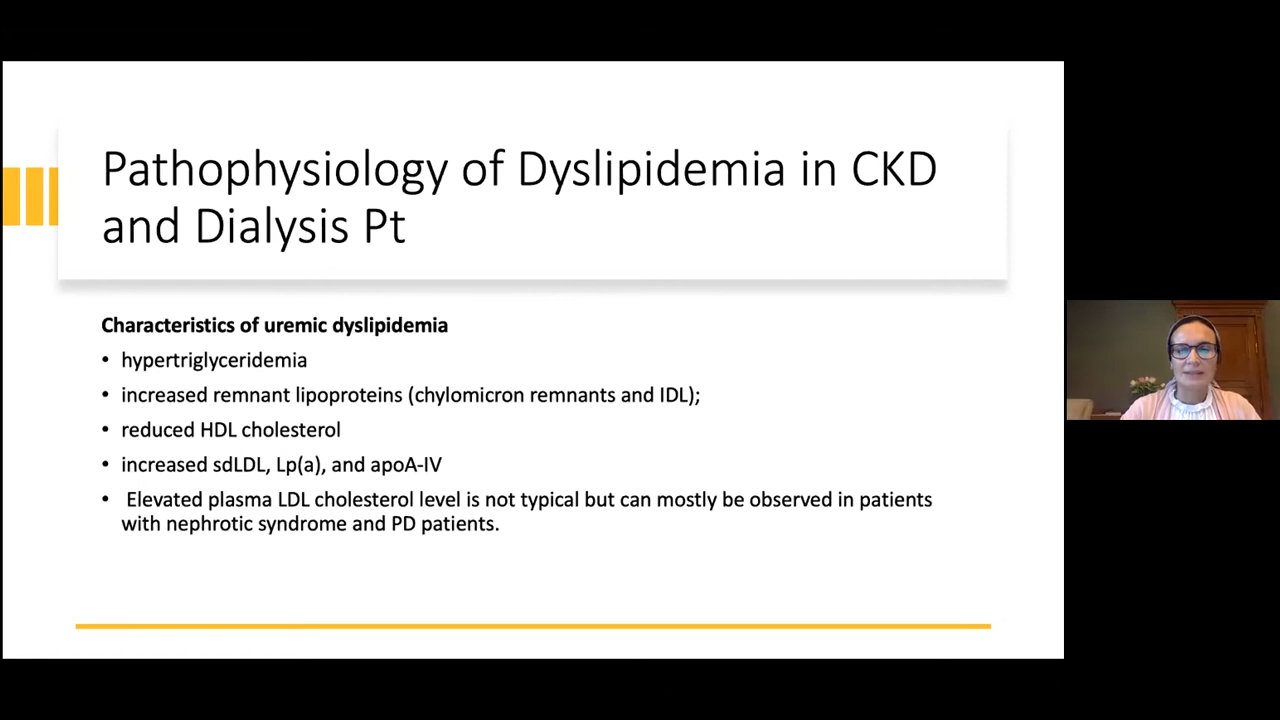 Pathophysiology of Dyslipidemia in CKD
and Dialysis Pt
Characteristics of uremic dyslipidemia
• hypertriglyceridemia
• increased remnant lipoproteins (chylomicron remnants and IDL);
• reduced HDL cholesterol
• increased sdLDL, Lp(a), and apoA-IV
• Elevated plasma LDL cholesterol level is not typical but can mostly be observed in patients
with nephrotic syndrome and PD patients.